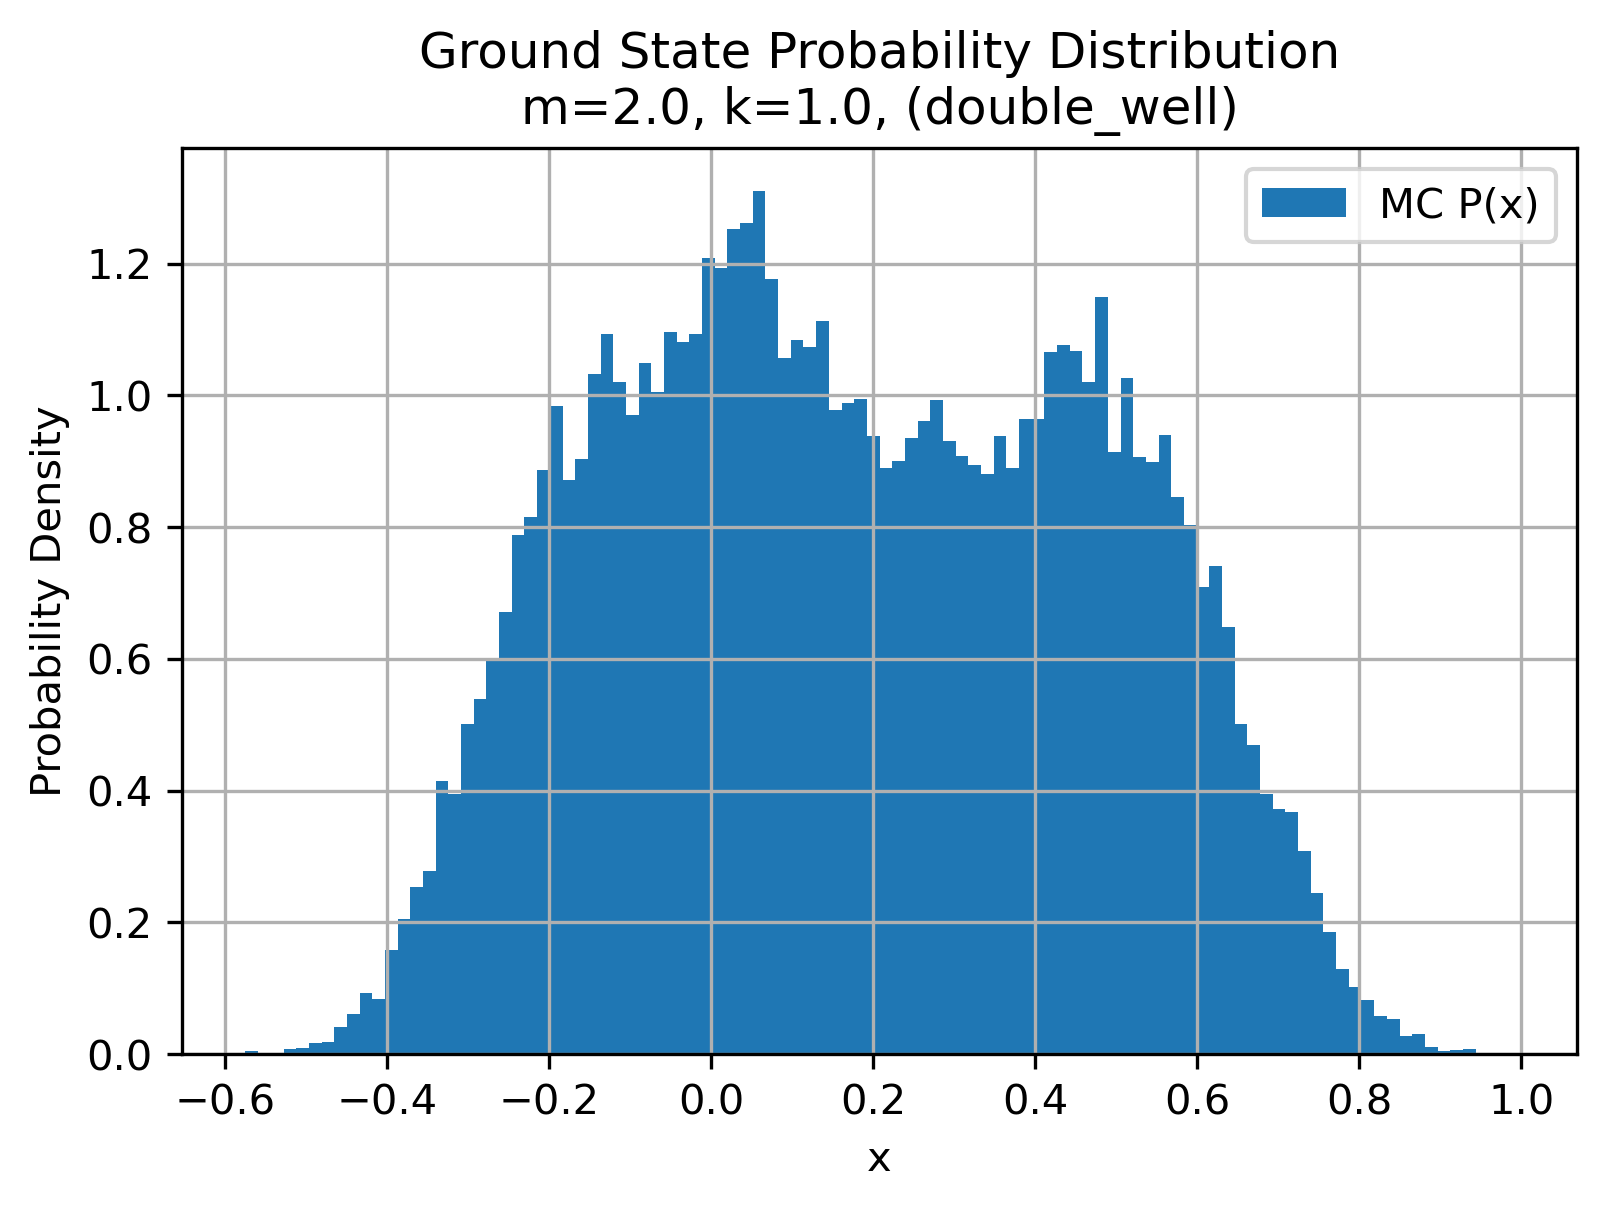 Ground State Probability Distribution
m=2.0, k=1.0, (double_well)
MC P(x)
Probability Density
1.2
1.0
0.8
0.6
0.4
0.2
0.0
−0.6 −0.4 −0.2 0.0 0.2 0.4 0.6 0.8 1.0
x